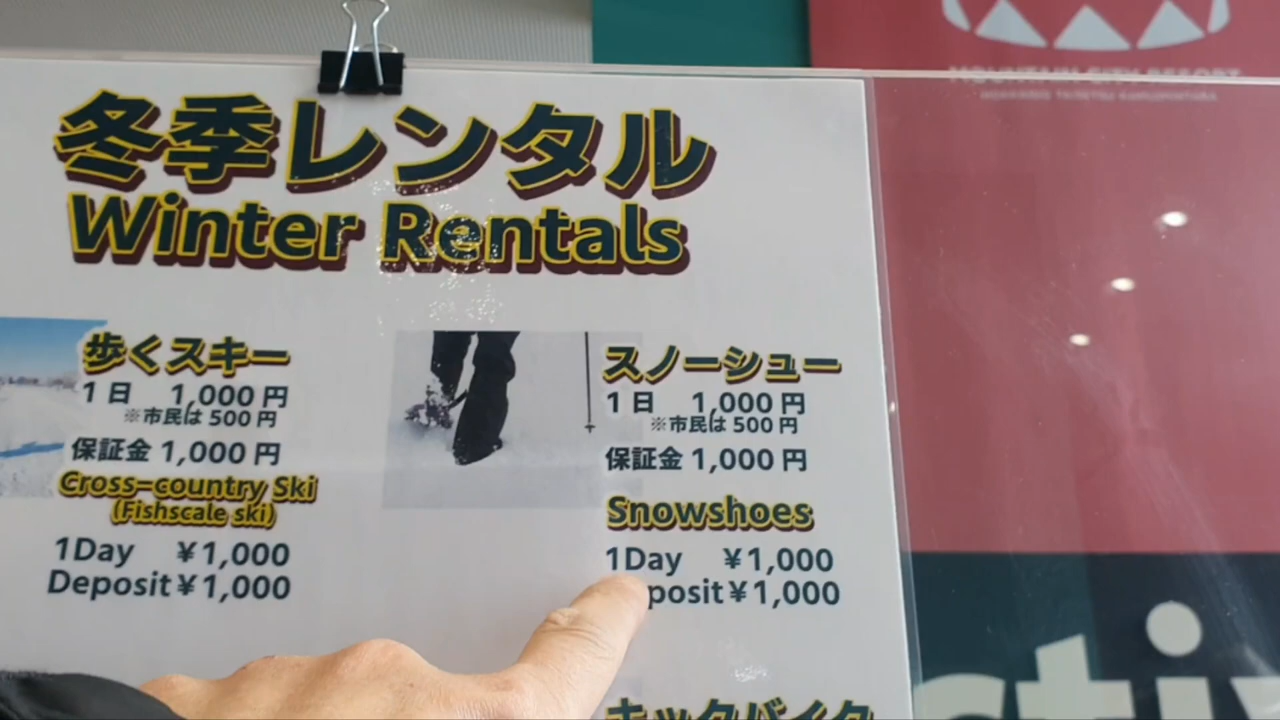 MOUNTAIN CITY RESORT
冬季レンタル
Winter Rentals
歩くスキー
1日 1,000円
※市民は500円
保証金1,000円
Cross-country Ski
(Fishscale ski)
1Day ¥1,000
Deposit ¥1,000
スノーシュー
1日 1,000円
※市民は500円
保証金1,000円
Snowshoes
1Day ¥1,000
posit ¥1,000